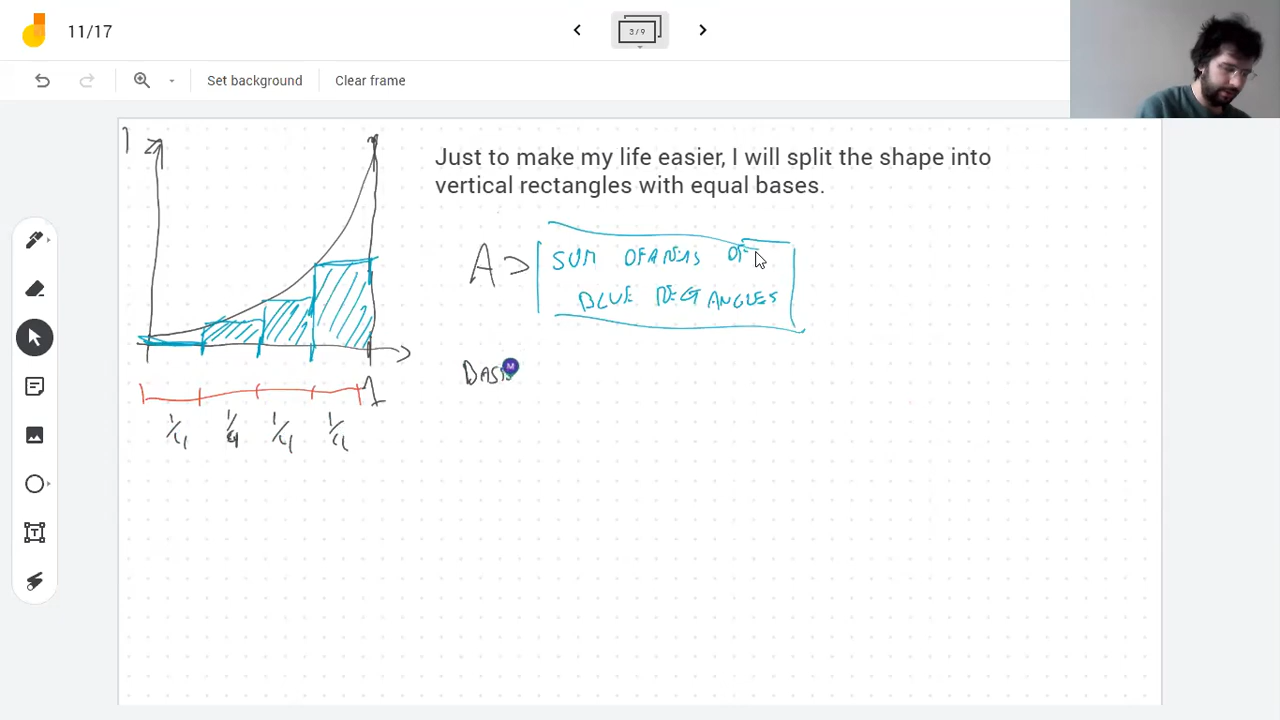 11/17
3/9
Set background
Clear frame
1
Just to make my life easier, I will split the shape into
vertical rectangles with equal bases.
A >
SUM OF AREAS OF
BLUE RECTANGLES
BASIS
M
1
1/4 1/4 1/4 1/4
T